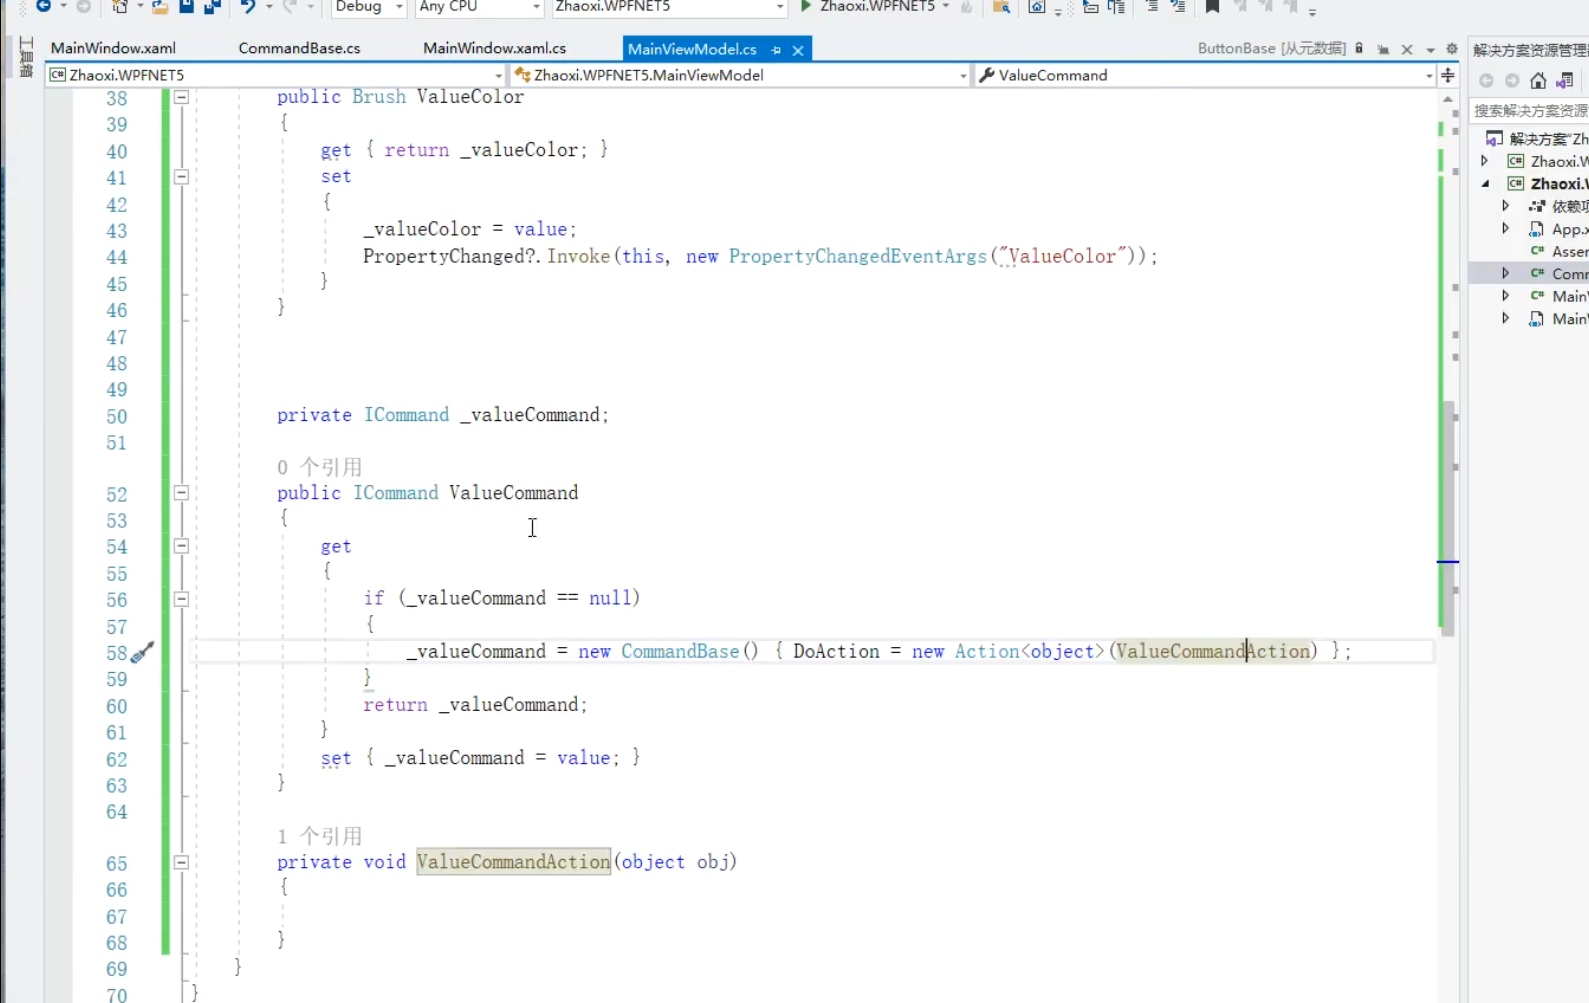 Debug Any CPU Zhaoxi.WPFNET5 Zhaoxi.WPFNET5
工具箱
MainWindow.xaml CommandBase.cs MainWindow.xaml.cs MainViewModel.cs ButtonBase [从元数据] 解决方案资源管理
C# Zhaoxi.WPFNET5 Zhaoxi.WPFNET5.MainViewModel ValueCommand
搜索解决方案资源
解决方案"Zh
C# Zhaoxi.W
C# Zhaoxi.W
依赖项
App.x
C# Assem
C# Comm
C# MainV
MainV
38 public Brush ValueColor
39 {
40 get { return _valueColor; }
41 set
42 {
43 _valueColor = value;
44 PropertyChanged?.Invoke(this, new PropertyChangedEventArgs("ValueColor"));
45 }
46 }
47
48
49
50 private ICommand _valueCommand;
51
0 个引用
52 public ICommand ValueCommand
53 {
54 get
55 {
56 if (_valueCommand == null)
57 {
58 _valueCommand = new CommandBase() { DoAction = new Action<object>(ValueCommandAction) };
59 }
60 return _valueCommand;
61 }
62 set { _valueCommand = value; }
63 }
64
1 个引用
65 private void ValueCommandAction(object obj)
66 {
67
68 }
69 }
70 }